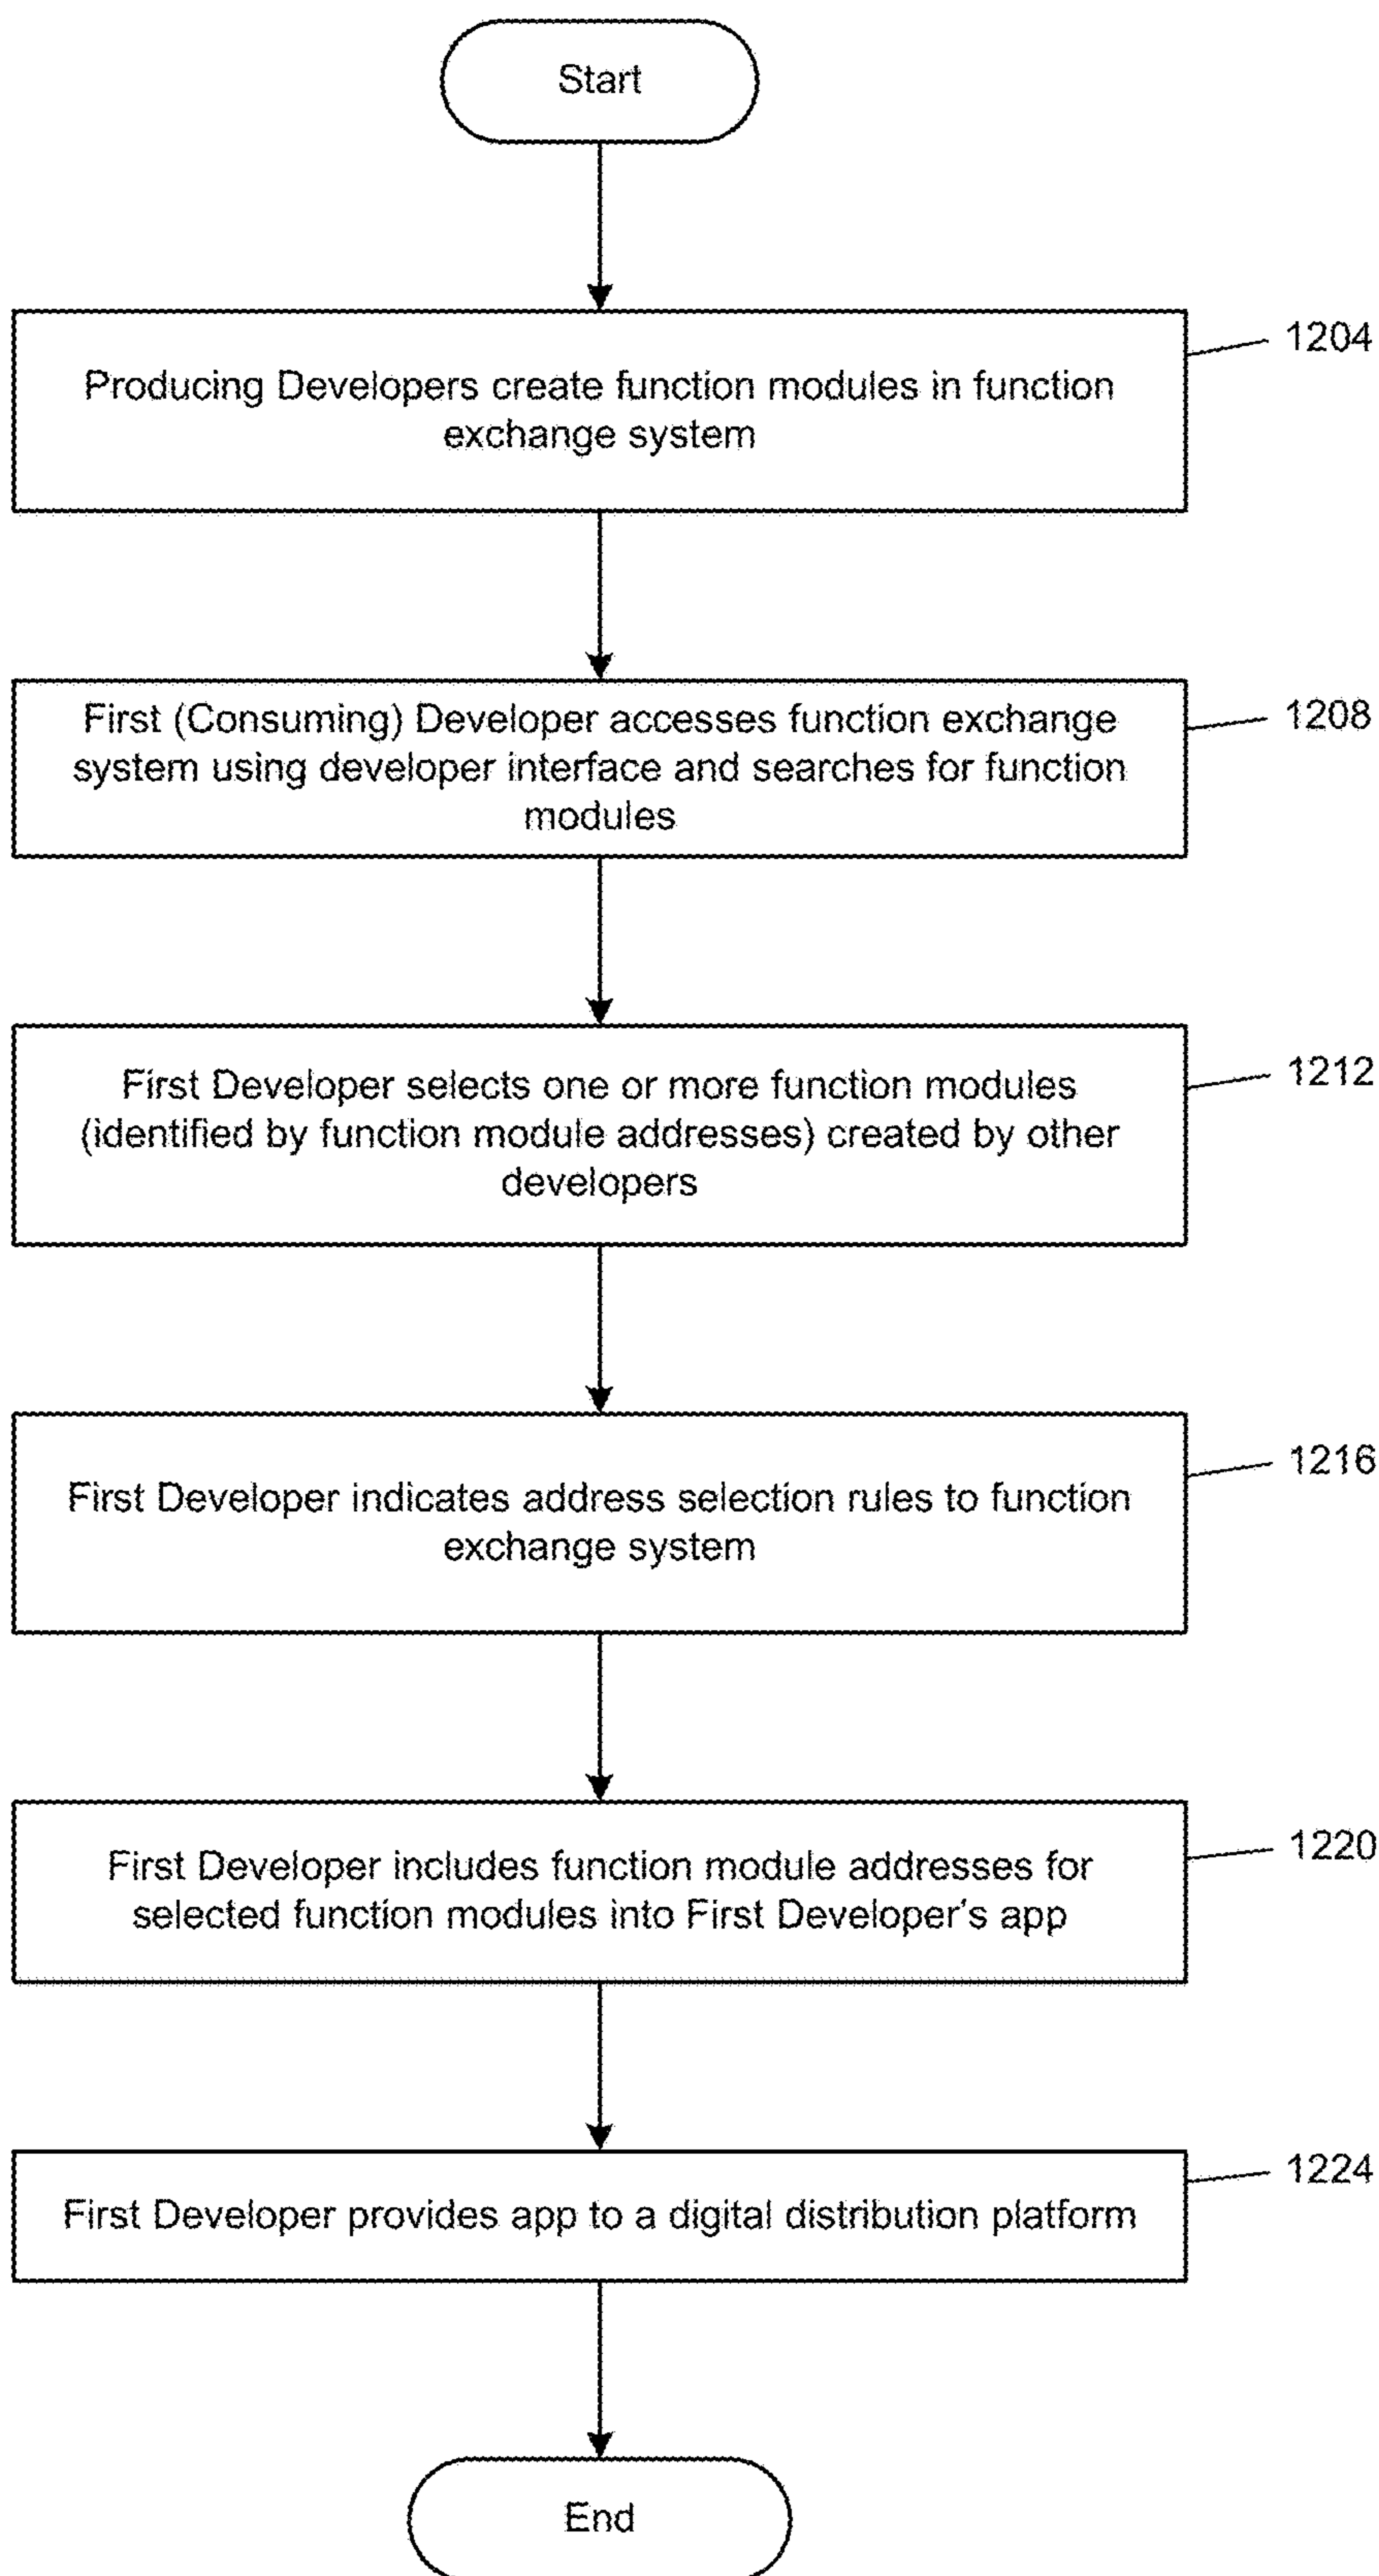 Start
1204
Producing Developers create function modules in function
exchange system
1208
First (Consuming) Developer accesses function exchange
system using developer interface and searches for function
modules
1212
First Developer selects one or more function modules
(identified by function module addresses) created by other
developers
1216
First Developer indicates address selection rules to function
exchange system
1220
First Developer includes function module addresses for
selected function modules into First Developer's app
1224
First Developer provides app to a digital distribution platform
End